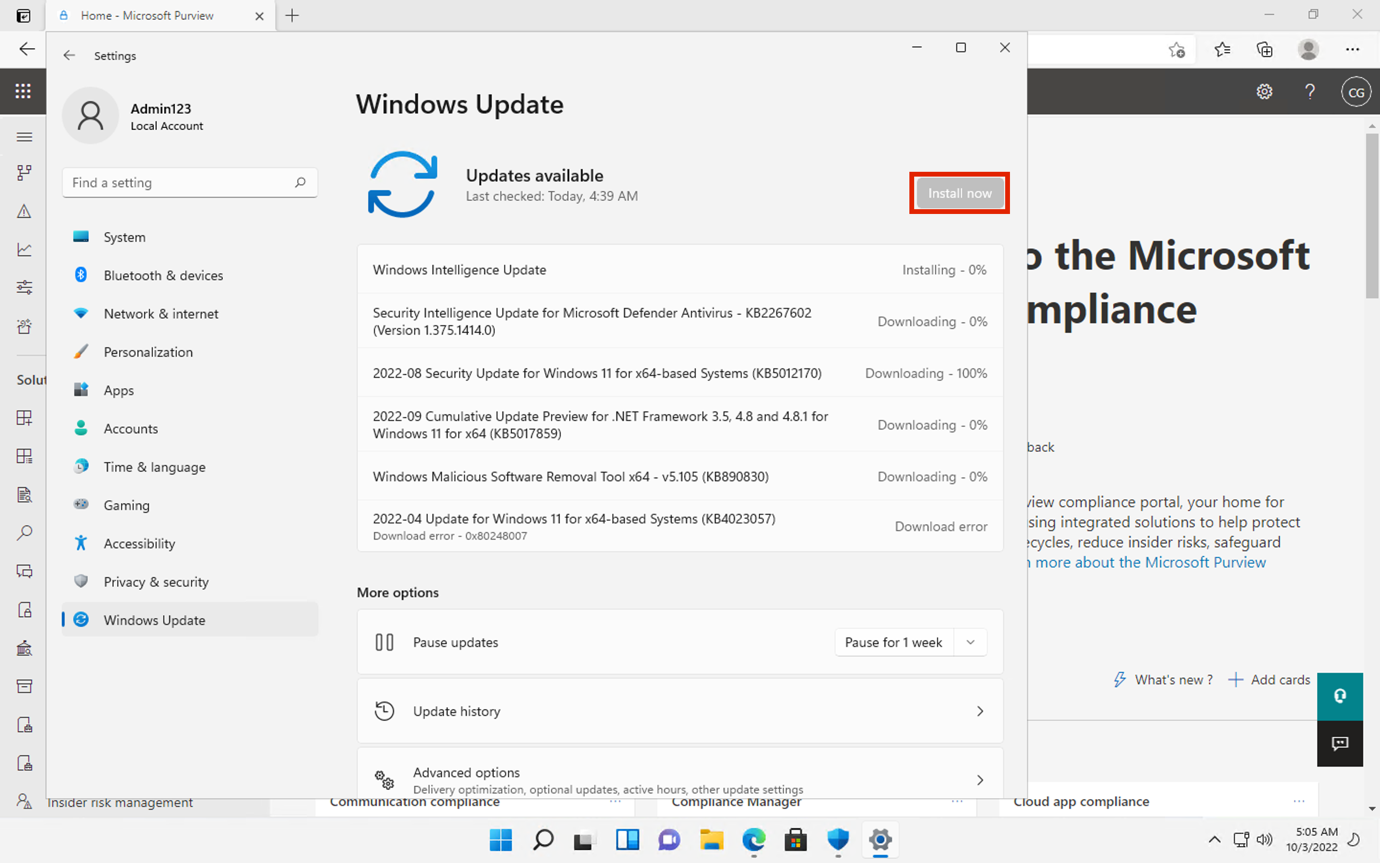 Home - Microsoft Purview
Settings
Admin123
Local Account
Find a setting
System
Bluetooth & devices
Network & internet
Personalization
Apps
Accounts
Time & language
Gaming
Accessibility
Privacy & security
Windows Update
Windows Update
Updates available
Last checked: Today, 4:39 AM
Install now
Windows Intelligence Update
Installing - 0%
Security Intelligence Update for Microsoft Defender Antivirus - KB2267602
(Version 1.375.1414.0)
Downloading - 0%
2022-08 Security Update for Windows 11 for x64-based Systems (KB5012170)
Downloading - 100%
2022-09 Cumulative Update Preview for .NET Framework 3.5, 4.8 and 4.8.1 for
Windows 11 for x64 (KB5017859)
Downloading - 0%
Windows Malicious Software Removal Tool x64 - v5.105 (KB890830)
Downloading - 0%
2022-04 Update for Windows 11 for x64-based Systems (KB4023057)
Download error - 0x80248007
Download error
More options
Pause updates
Pause for 1 week
Update history
Advanced options
Delivery optimization, optional updates, active hours, other update settings
CG
o the Microsoft
mpliance
back
view compliance portal, your home for
sing integrated solutions to help protect
ecycles, reduce insider risks, safeguard
n more about the Microsoft Purview
What's new ?
Add cards
Solut
Insider risk management
Communication compliance
Compliance Manager
Cloud app compliance
5:05 AM
10/3/2022